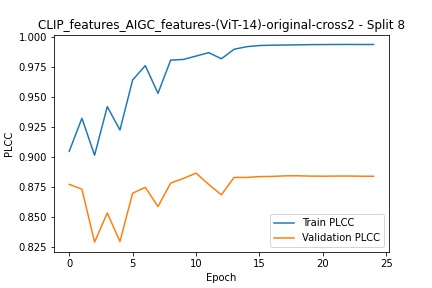 CLIP_features_AIGC_features-(ViT-14)-original-cross2 - Split 8
1.000
0.975
0.950
0.925
0.900
0.875
0.850
0.825
PLCC
Train PLCC
Validation PLCC
0 5 10 15 20 25
Epoch